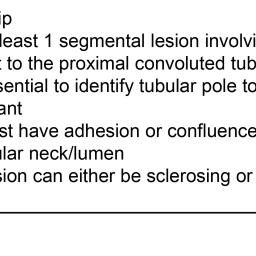 ip
least 1 segmental lesion involvi
t to the proximal convoluted tub
sential to identify tubular pole to
ant
st have adhesion or confluence
ular neck/lumen
sion can either be sclerosing or